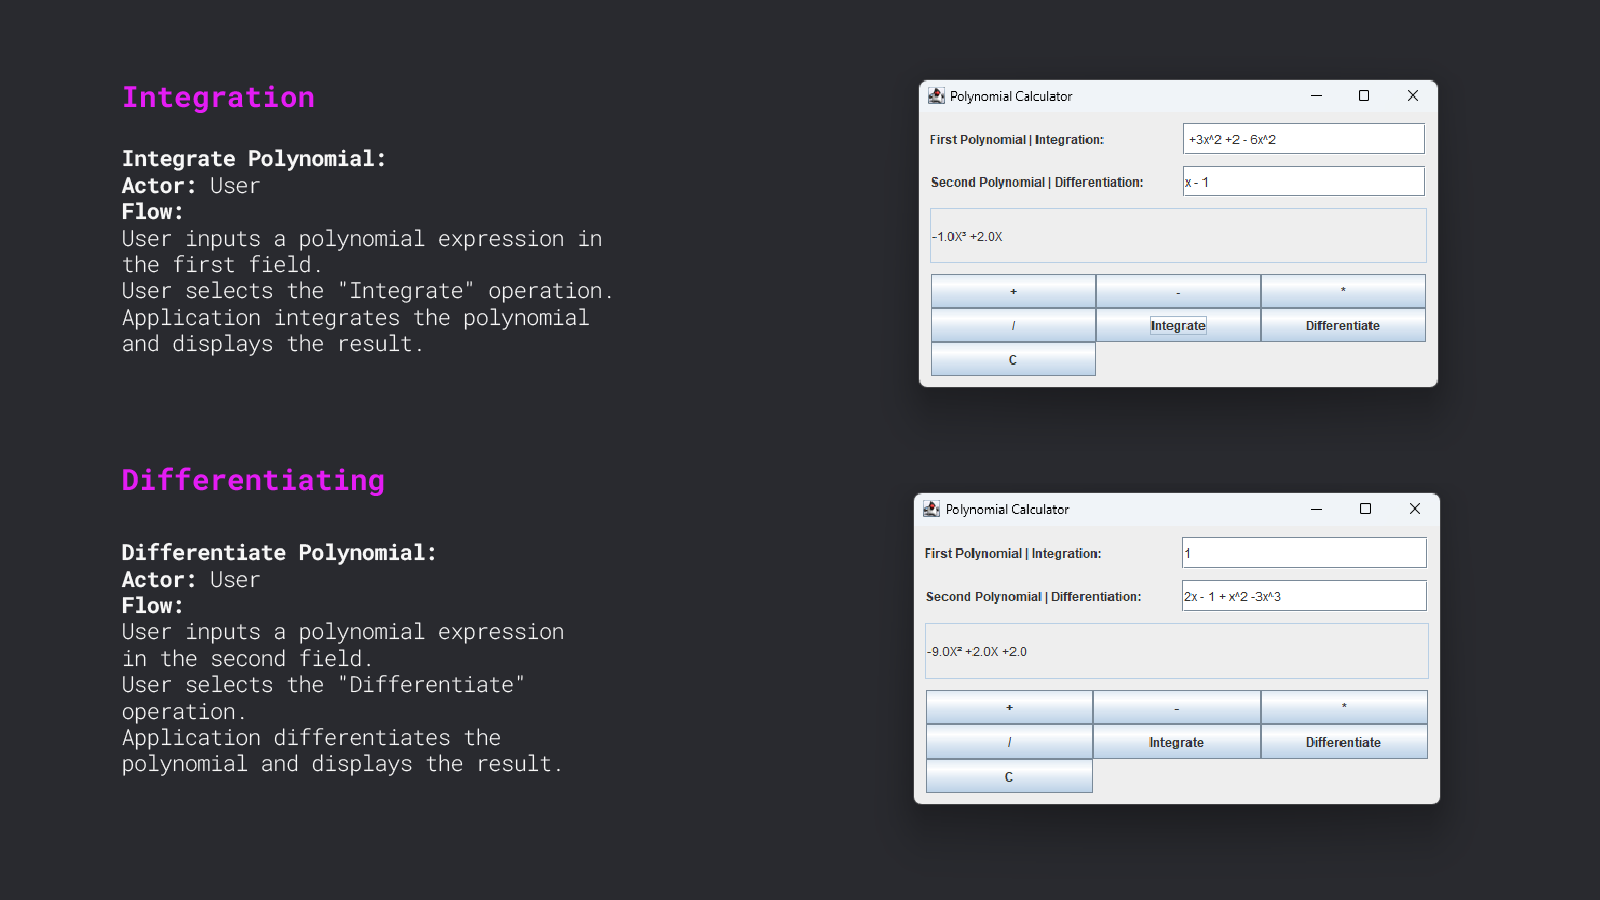 Integration
Integrate Polynomial:
Actor: User
Flow:
User inputs a polynomial expression in
the first field.
User selects the "Integrate" operation.
Application integrates the polynomial
and displays the result.
Polynomial Calculator
First Polynomial | Integration:
+3x^2 +2 - 6x^2
Second Polynomial | Differentiation:
x - 1
-1.0X³ +2.0X
+
-
*
/
Integrate
Differentiate
C
Differentiating
Differentiate Polynomial:
Actor: User
Flow:
User inputs a polynomial expression
in the second field.
User selects the "Differentiate"
operation.
Application differentiates the
polynomial and displays the result.
Polynomial Calculator
First Polynomial | Integration:
1
Second Polynomial | Differentiation:
2x - 1 + x^2 -3x^3
-9.0X² +2.0X +2.0
+
-
*
/
Integrate
Differentiate
C